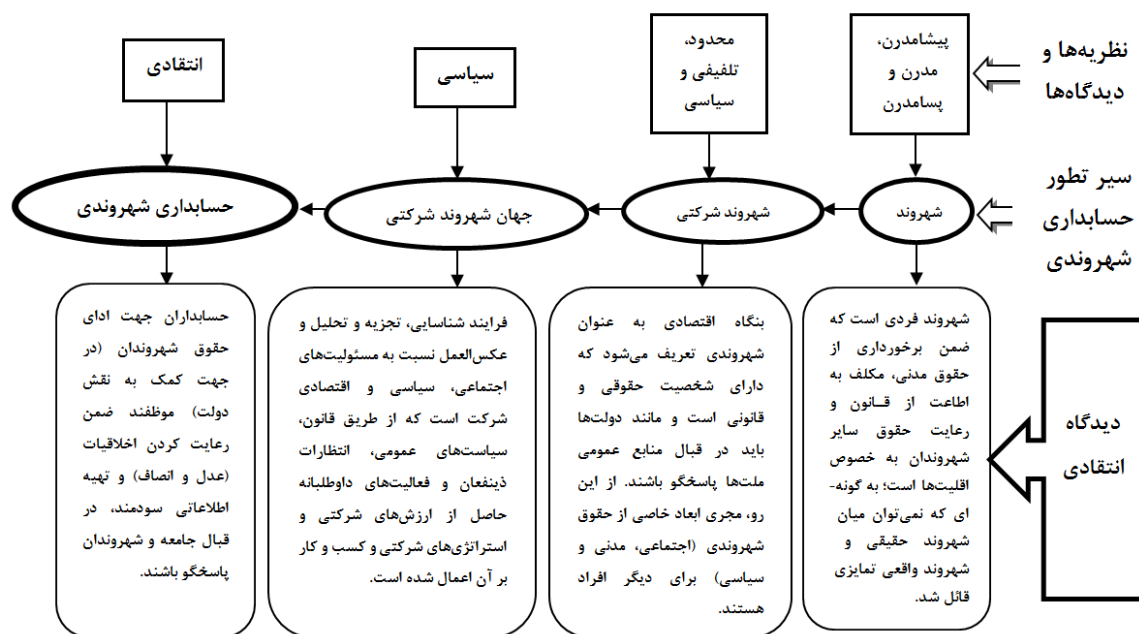 نظریه‌ها و
دیدگاه‌ها
پیشامدرن،
مدرن و
پسامدرن
محدود،
تلفیفی و
سیاسی
سیاسی
انتقادی
سیر تطور
حسابداری
شهروندی
شهروند
شهروند شرکتی
جهان شهروند شرکتی
حسابداری شهروندی
دیدگاه
انتقادی
شهروند فردی است که
ضمن برخورداری از
حقوق مدنی، مکلف به
اطاعت از قــانون و
رعایت حقوق سایر
شهروندان به خصوص
اقلیت‌ها است؛ به گونه-
ای که نمی‌توان میان
شهروند حقیقی و
شهروند واقعی تمایزی
قائل شد.
بنگاه اقتصادی به عنوان
شهروندی تعریف می‌شود که
دارای شخصیت حقوقی و
قانونی است و مانند دولت‌ها
باید در قبال منابع عمومی
ملت‌ها پاسخگو باشند. از این
رو، مجری ابعاد خاصی از حقوق
شهروندی (اجتماعی، مدنی و
سیاسی) برای دیگر افراد
هستند.
فرایند شناسایی، تجزیه و تحلیل و
عکس‌العمل نسبت به مسئولیت‌های
اجتماعی، سیاسی و اقتصادی
شرکت است که از طریق قانون،
سیاست‌های عمومی، انتظارات
ذینفعان و فعالیت‌های داوطلبانه
حاصل از ارزش‌های شرکتی و
استراتژی‌های شرکتی و کسب و کار
بر آن اعمال شده است.
حسابداران جهت ادای
حقوق شهروندان (در
جهت کمک به نقش
دولت) موظفند ضمن
رعایت کردن اخلاقیات
(عدل و انصاف) و تهیه
اطلاعاتی سودمند، در
قبال جامعه و شهروندان
پاسخگو باشند.